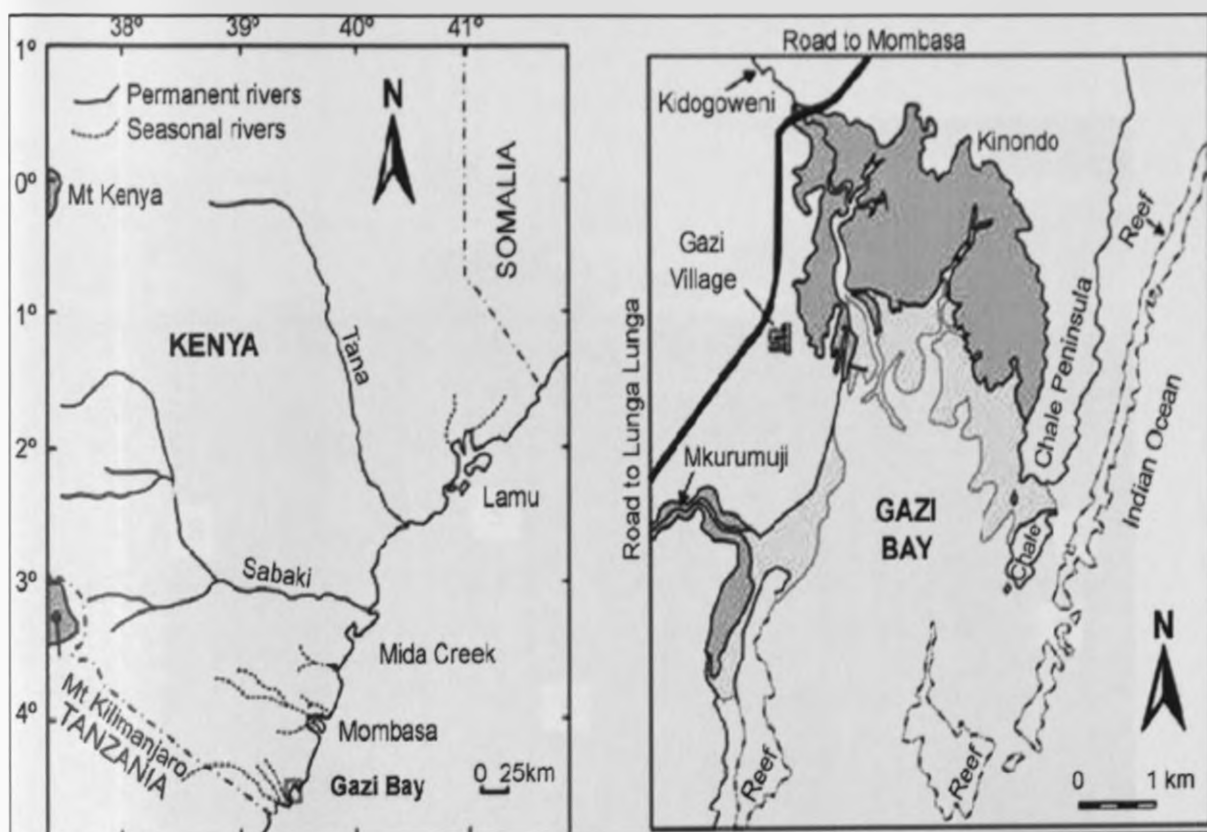 38º 39º 40º 41º
1º
Permanent rivers
Seasonal rivers
N
SOMALIA
0º
Mt Kenya
1º
KENYA
Tana
2º
Lamu
Sabaki
3º
Mida Creek
Mt Kilimanjaro
TANZANIA
4º
Mombasa
Gazi Bay
0 25km
Road to Mombasa
Kidogoweni
Kinondo
Reef
Gazi
Village
Chale Peninsula
Indian Ocean
Road to Lunga Lunga
Mkurumuji
GAZI
BAY
Chale
N
Reef
Reef
0 1 km